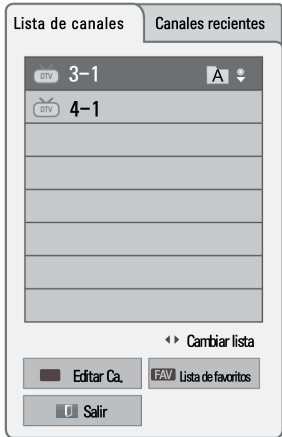 Lista de canales Canales recientes
DTV 3-1 A
DTV 4-1
Cambiar lista
Editar Ca. FAV Lista de favoritos
Salir